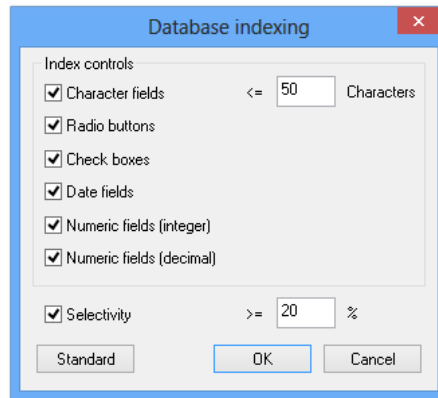 Database indexing
Index controls
Character fields <= 50 Characters
Radio buttons
Check boxes
Date fields
Numeric fields (integer)
Numeric fields (decimal)
Selectivity >= 20 %
Standard OK Cancel